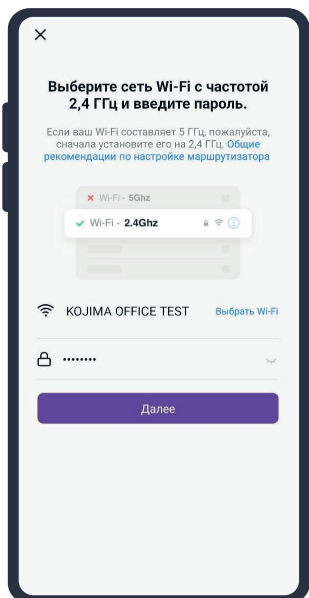 Выберите сеть Wi-Fi с частотой
2,4 ГГц и введите пароль.
Если ваш Wi-Fi составляет 5 ГГц, пожалуйста,
сначала установите его на 2,4 ГГц. Общие
рекомендации по настройке маршрутизатора
Wi-Fi - 5Ghz
Wi-Fi - 2.4Ghz
KOJIMA OFFICE TEST Выбрать Wi-Fi
••••••••
Далее